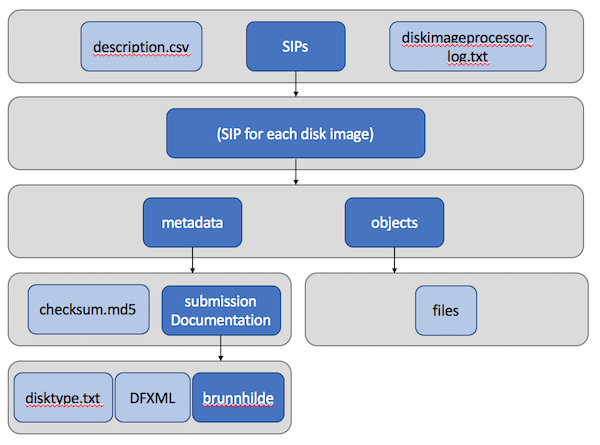 description.csv
SIPs
diskimageprocessor-
log.txt
(SIP for each disk image)
metadata
objects
checksum.md5
submission
Documentation
files
disktype.txt
DFXML
brunnhilde